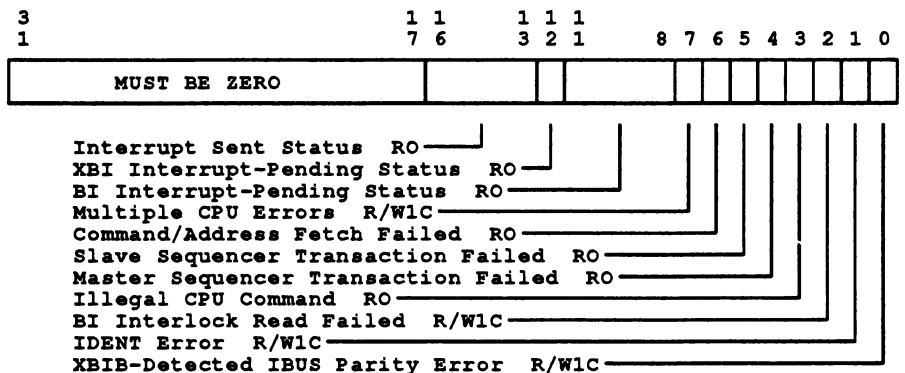 3 1 1 1 1 1
1 7 6 3 2 1 8 7 6 5 4 3 2 1 0
MUST BE ZERO
Interrupt Sent Status RO
XBI Interrupt-Pending Status RO
BI Interrupt-Pending Status RO
Multiple CPU Errors R/W1C
Command/Address Fetch Failed RO
Slave Sequencer Transaction Failed RO
Master Sequencer Transaction Failed RO
Illegal CPU Command RO
BI Interlock Read Failed R/W1C
IDENT Error R/W1C
XBIB-Detected IBUS Parity Error R/W1C